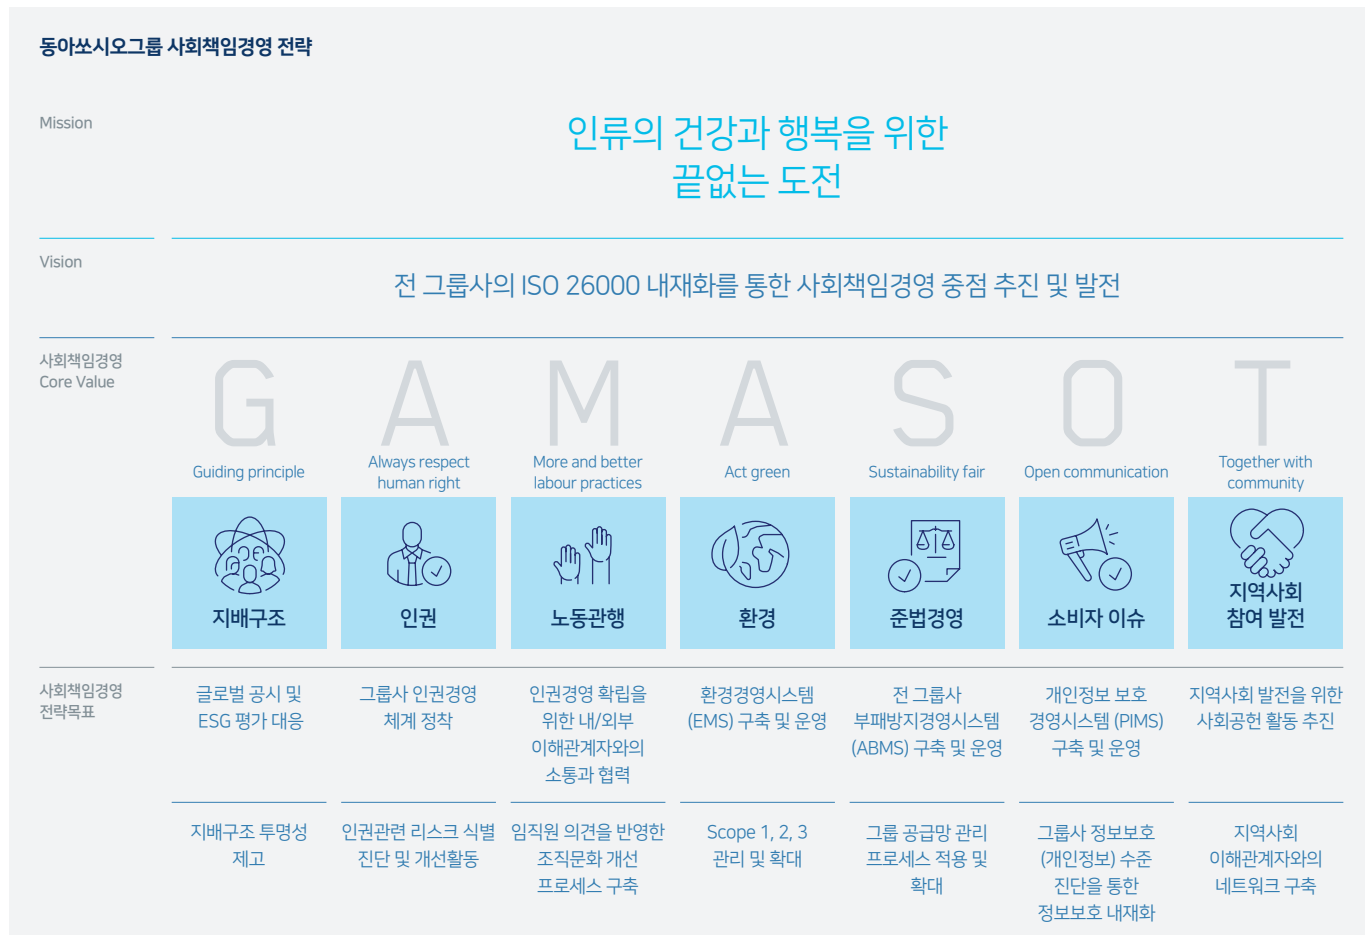 동아쏘시오그룹 사회책임경영 전략
Mission
인류의 건강과 행복을 위한
끝없는 도전
Vision
전 그룹사의 ISO 26000 내재화를 통한 사회책임경영 중점 추진 및 발전
사회책임경영
Core Value
G
Guiding principle
지배구조
A
Always respect
human right
인권
M
More and better
labour practices
노동관행
A
Act green
환경
S
Sustainability fair
준법경영
O
Open communication
소비자 이슈
T
Together with
community
지역사회
참여 발전
사회책임경영
전략목표
글로벌 공시 및
ESG 평가 대응
그룹사 인권경영
체계 정착
인권경영 확립을
위한 내/외부
이해관계자와의
소통과 협력
환경경영시스템
(EMS) 구축 및 운영
전 그룹사
부패방지경영시스템
(ABMS) 구축 및 운영
개인정보 보호
경영시스템 (PIMS)
구축 및 운영
지역사회 발전을 위한
사회공헌 활동 추진
지배구조 투명성
제고
인권관련 리스크 식별
진단 및 개선활동
임직원 의견을 반영한
조직문화 개선
프로세스 구축
Scope 1, 2, 3
관리 및 확대
그룹 공급망 관리
프로세스 적용 및
확대
그룹사 정보보호
(개인정보) 수준
진단을 통한
정보보호 내재화
지역사회
이해관계자와의
네트워크 구축